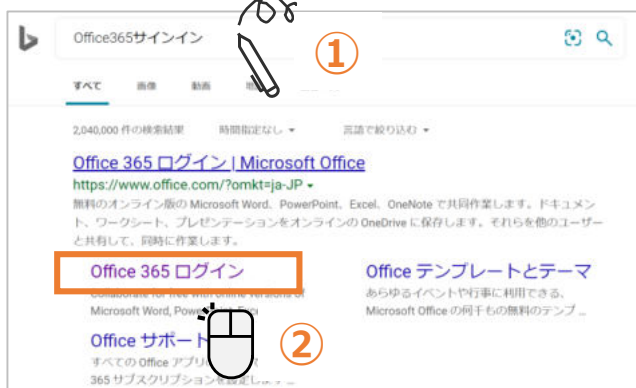 Office365サインイン
①
すべて 画像 動画
2,040,000 件の検索結果 時間指定なし 言語で絞り込む
Office 365 ログイン | Microsoft Office
https://www.office.com/?omkt=ja-JP
無料のオンライン版の Microsoft Word、PowerPoint、Excel、OneNote で共同作業します。ドキュメン
ト、ワークシート、プレゼンテーションをオンラインの OneDrive に保存します。それらを他のユーザー
と共有して、同時に作業します。
Office 365 ログイン
Collaborate for free with online versions of
Microsoft Word, Pow
Office テンプレートとテーマ
あらゆるイベントや行事に利用できる、
Microsoft Office の何千もの無料のテンプ ...
Office サポート
②
すべての Office アプリ
365 サブスクリプションを設定し